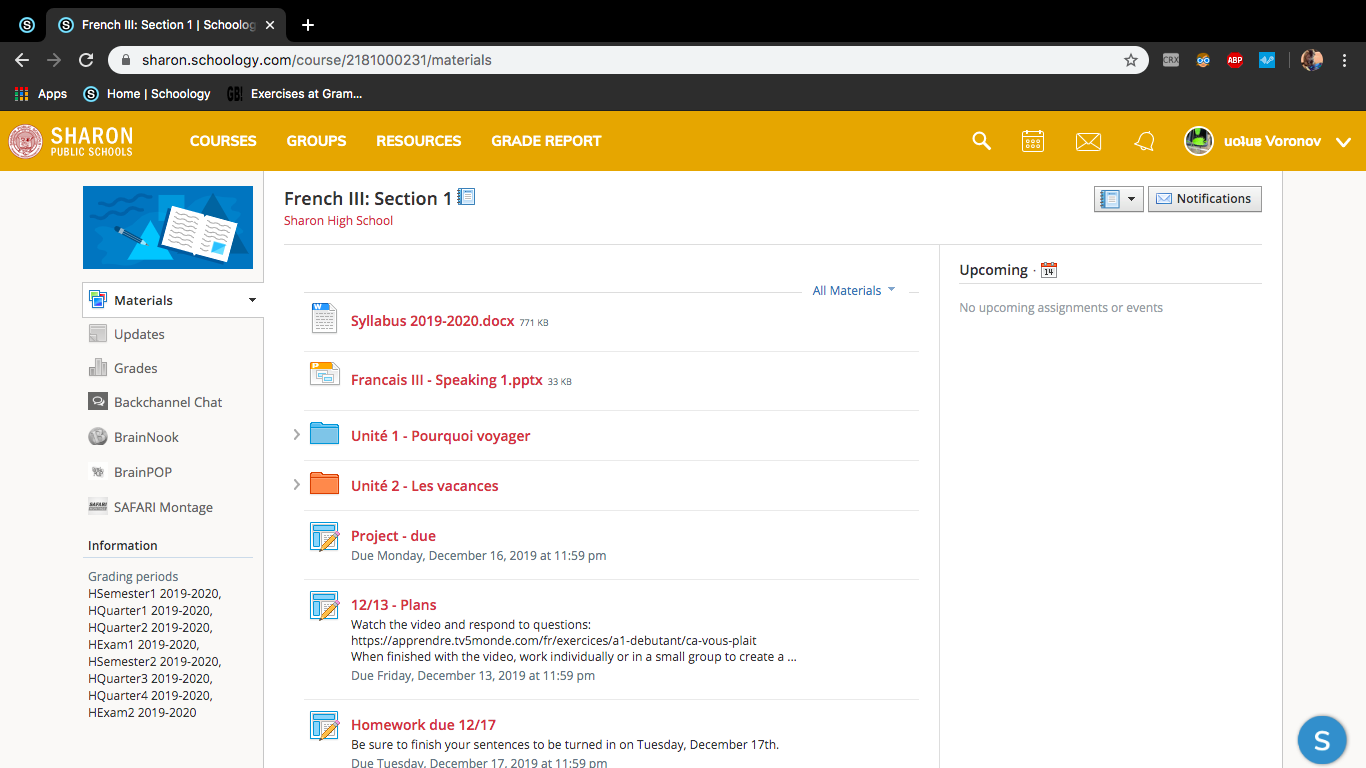 French III: Section 1 | Schoolog
sharon.schoology.com/course/2181000231/materials
CRX
ABP
Apps
Home | Schoology
GB!
Exercises at Gram...
SHARON
PUBLIC SCHOOLS
COURSES
GROUPS
RESOURCES
GRADE REPORT
Voronov
French III: Section 1
Sharon High School
Notifications
Materials
Updates
Grades
Backchannel Chat
BrainNook
BrainPOP
SAFARI Montage
Information
Grading periods
HSemester1 2019-2020,
HQuarter1 2019-2020,
HQuarter2 2019-2020,
HExam1 2019-2020,
HSemester2 2019-2020,
HQuarter3 2019-2020,
HQuarter4 2019-2020,
HExam2 2019-2020
All Materials
Syllabus 2019-2020.docx 771 KB
Francais III - Speaking 1.pptx 33 KB
Unité 1 - Pourquoi voyager
Unité 2 - Les vacances
Project - due
Due Monday, December 16, 2019 at 11:59 pm
12/13 - Plans
Watch the video and respond to questions:
https://apprendre.tv5monde.com/fr/exercices/a1-debutant/ca-vous-plait
When finished with the video, work individually or in a small group to create a ...
Due Friday, December 13, 2019 at 11:59 pm
Homework due 12/17
Be sure to finish your sentences to be turned in on Tuesday, December 17th.
Due Tuesday, December 17, 2019 at 11:59 pm
Upcoming · 14
No upcoming assignments or events
S